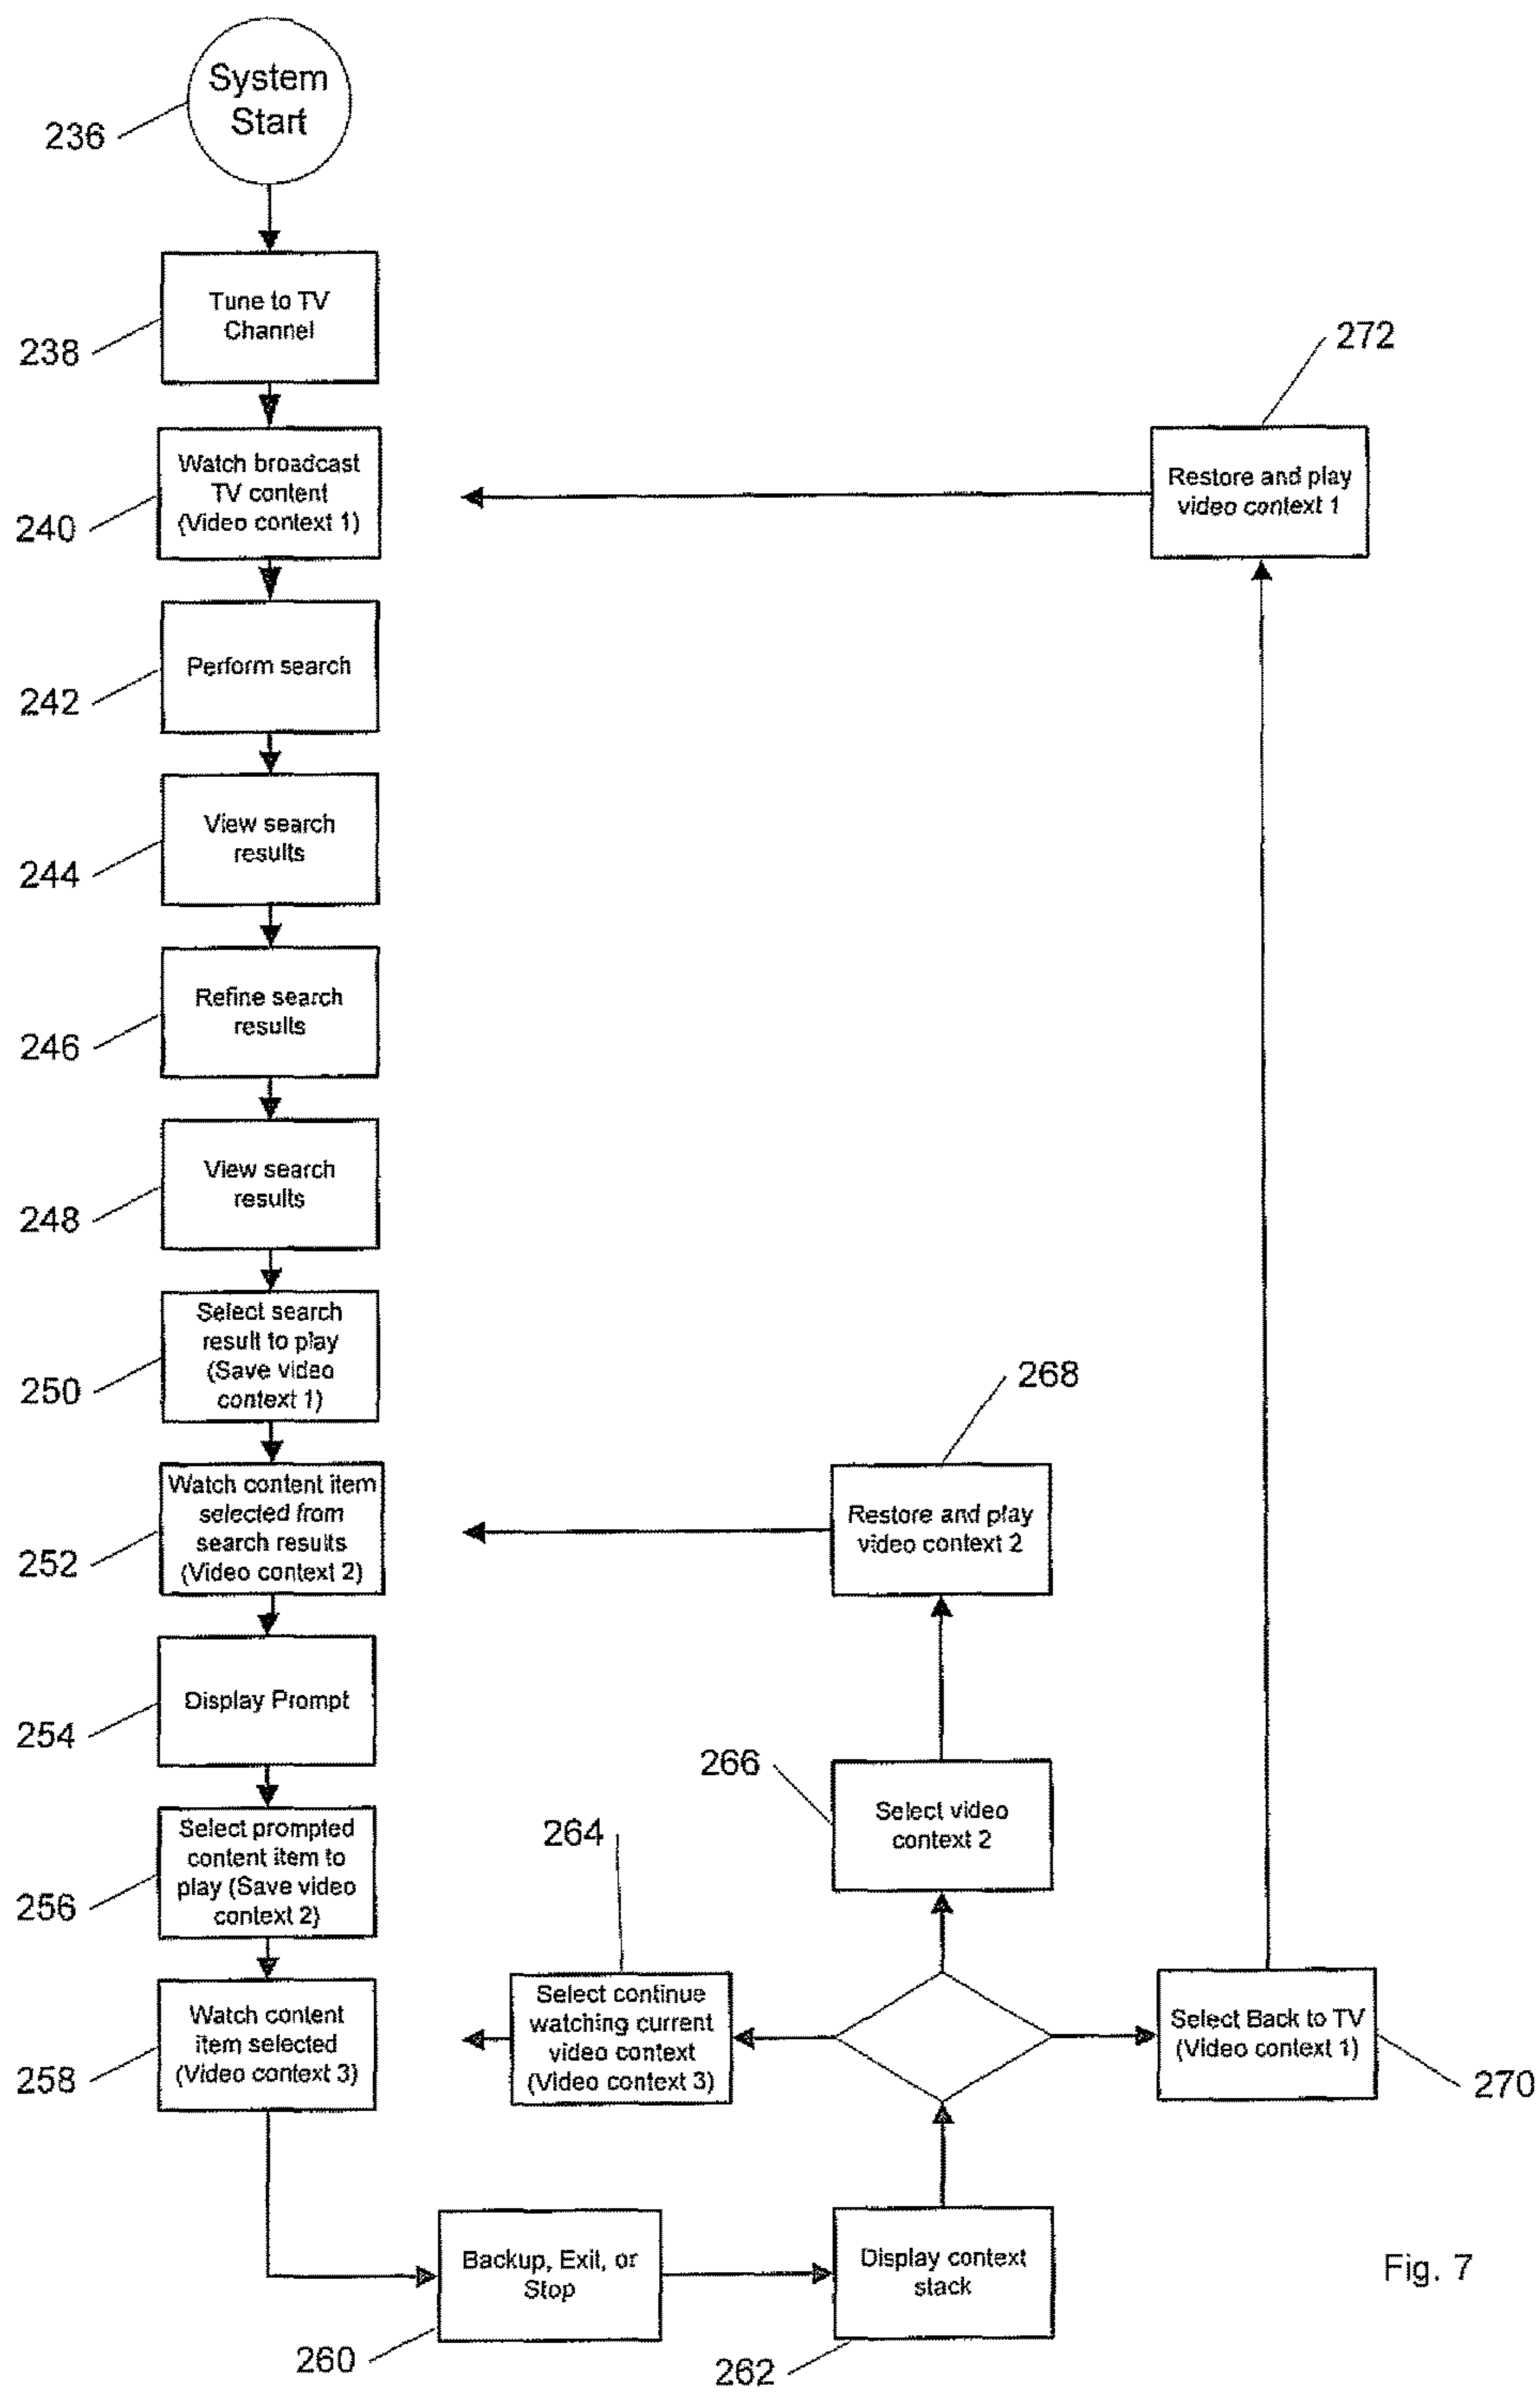 System
Start
236
Tune to TV
Channel
238
272
Watch broadcast
TV content
(Video context 1)
240
Restore and play
video context 1
Perform search
242
View search
results
244
Refine search
results
246
View search
results
248
Select search
result to play
(Save video
context 1)
250
268
Watch content item
selected from
search results
(Video context 2)
252
Restore and play
video context 2
Display Prompt
254
266
Select video
context 2
Select prompted
content item to
play (Save video
context 2)
256
264
Watch content
item selected
(Video context 3)
258
Select continue
watching current
video context
(Video context 3)
Select Back to TV
(Video context 1)
270
Backup, Exit, or
Stop
260
Display context
stack
262
Fig. 7